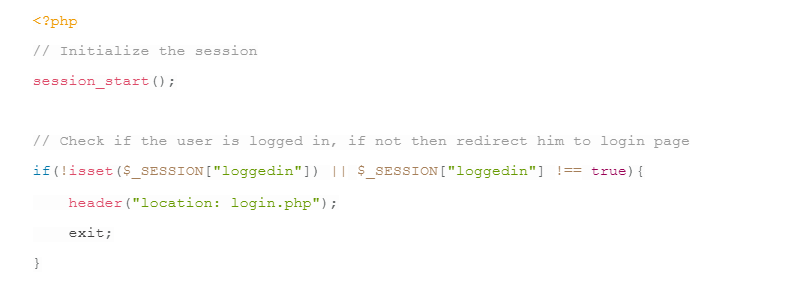 <?php
// Initialize the session
session_start();
// Check if the user is logged in, if not then redirect him to login page
if(!isset($_SESSION["loggedin"]) || $_SESSION["loggedin"] !== true){
    header("location: login.php");
    exit;
}